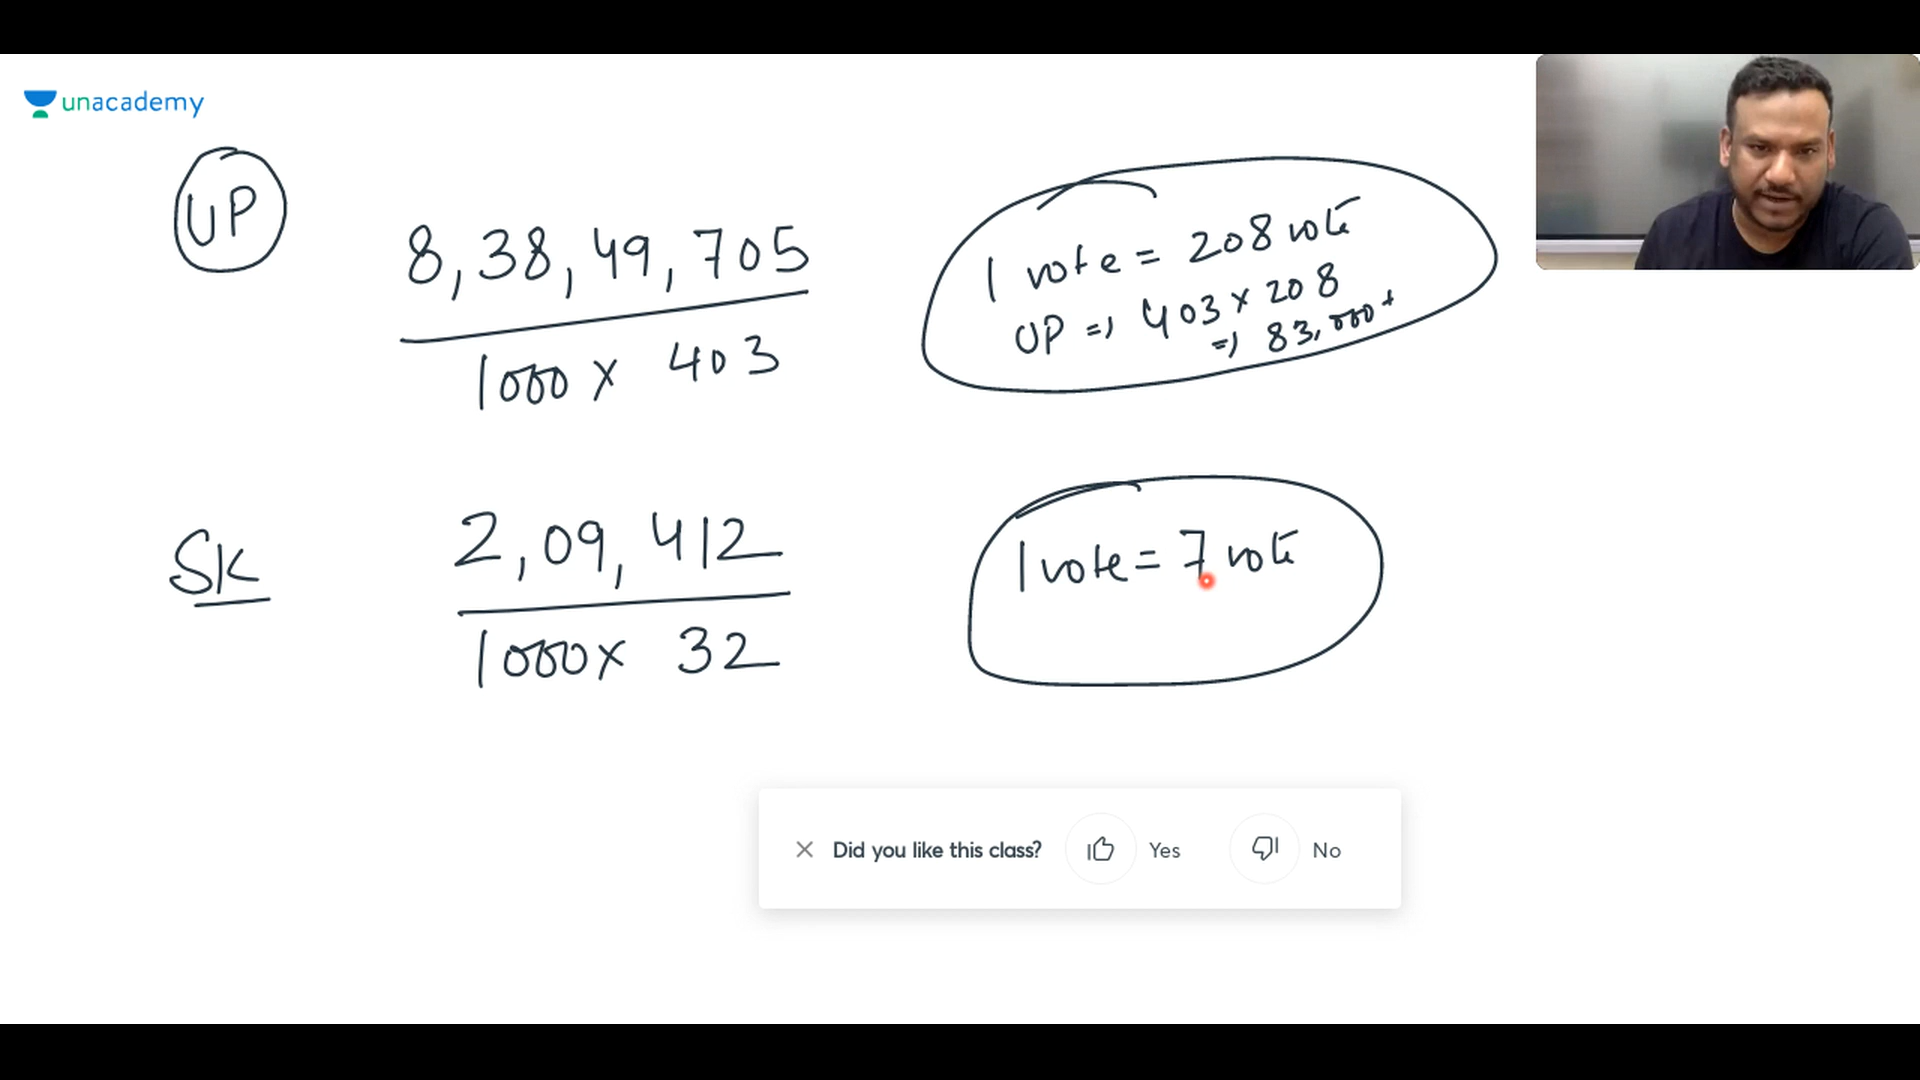 unacademy
UP
8,38,49,705
1000 x 403
1 vote = 208 vote
UP => 403 x 208
=> 83,000+
SK
2,09,412
1000 x 32
1 vote = 7 vote
Did you like this class? Yes No